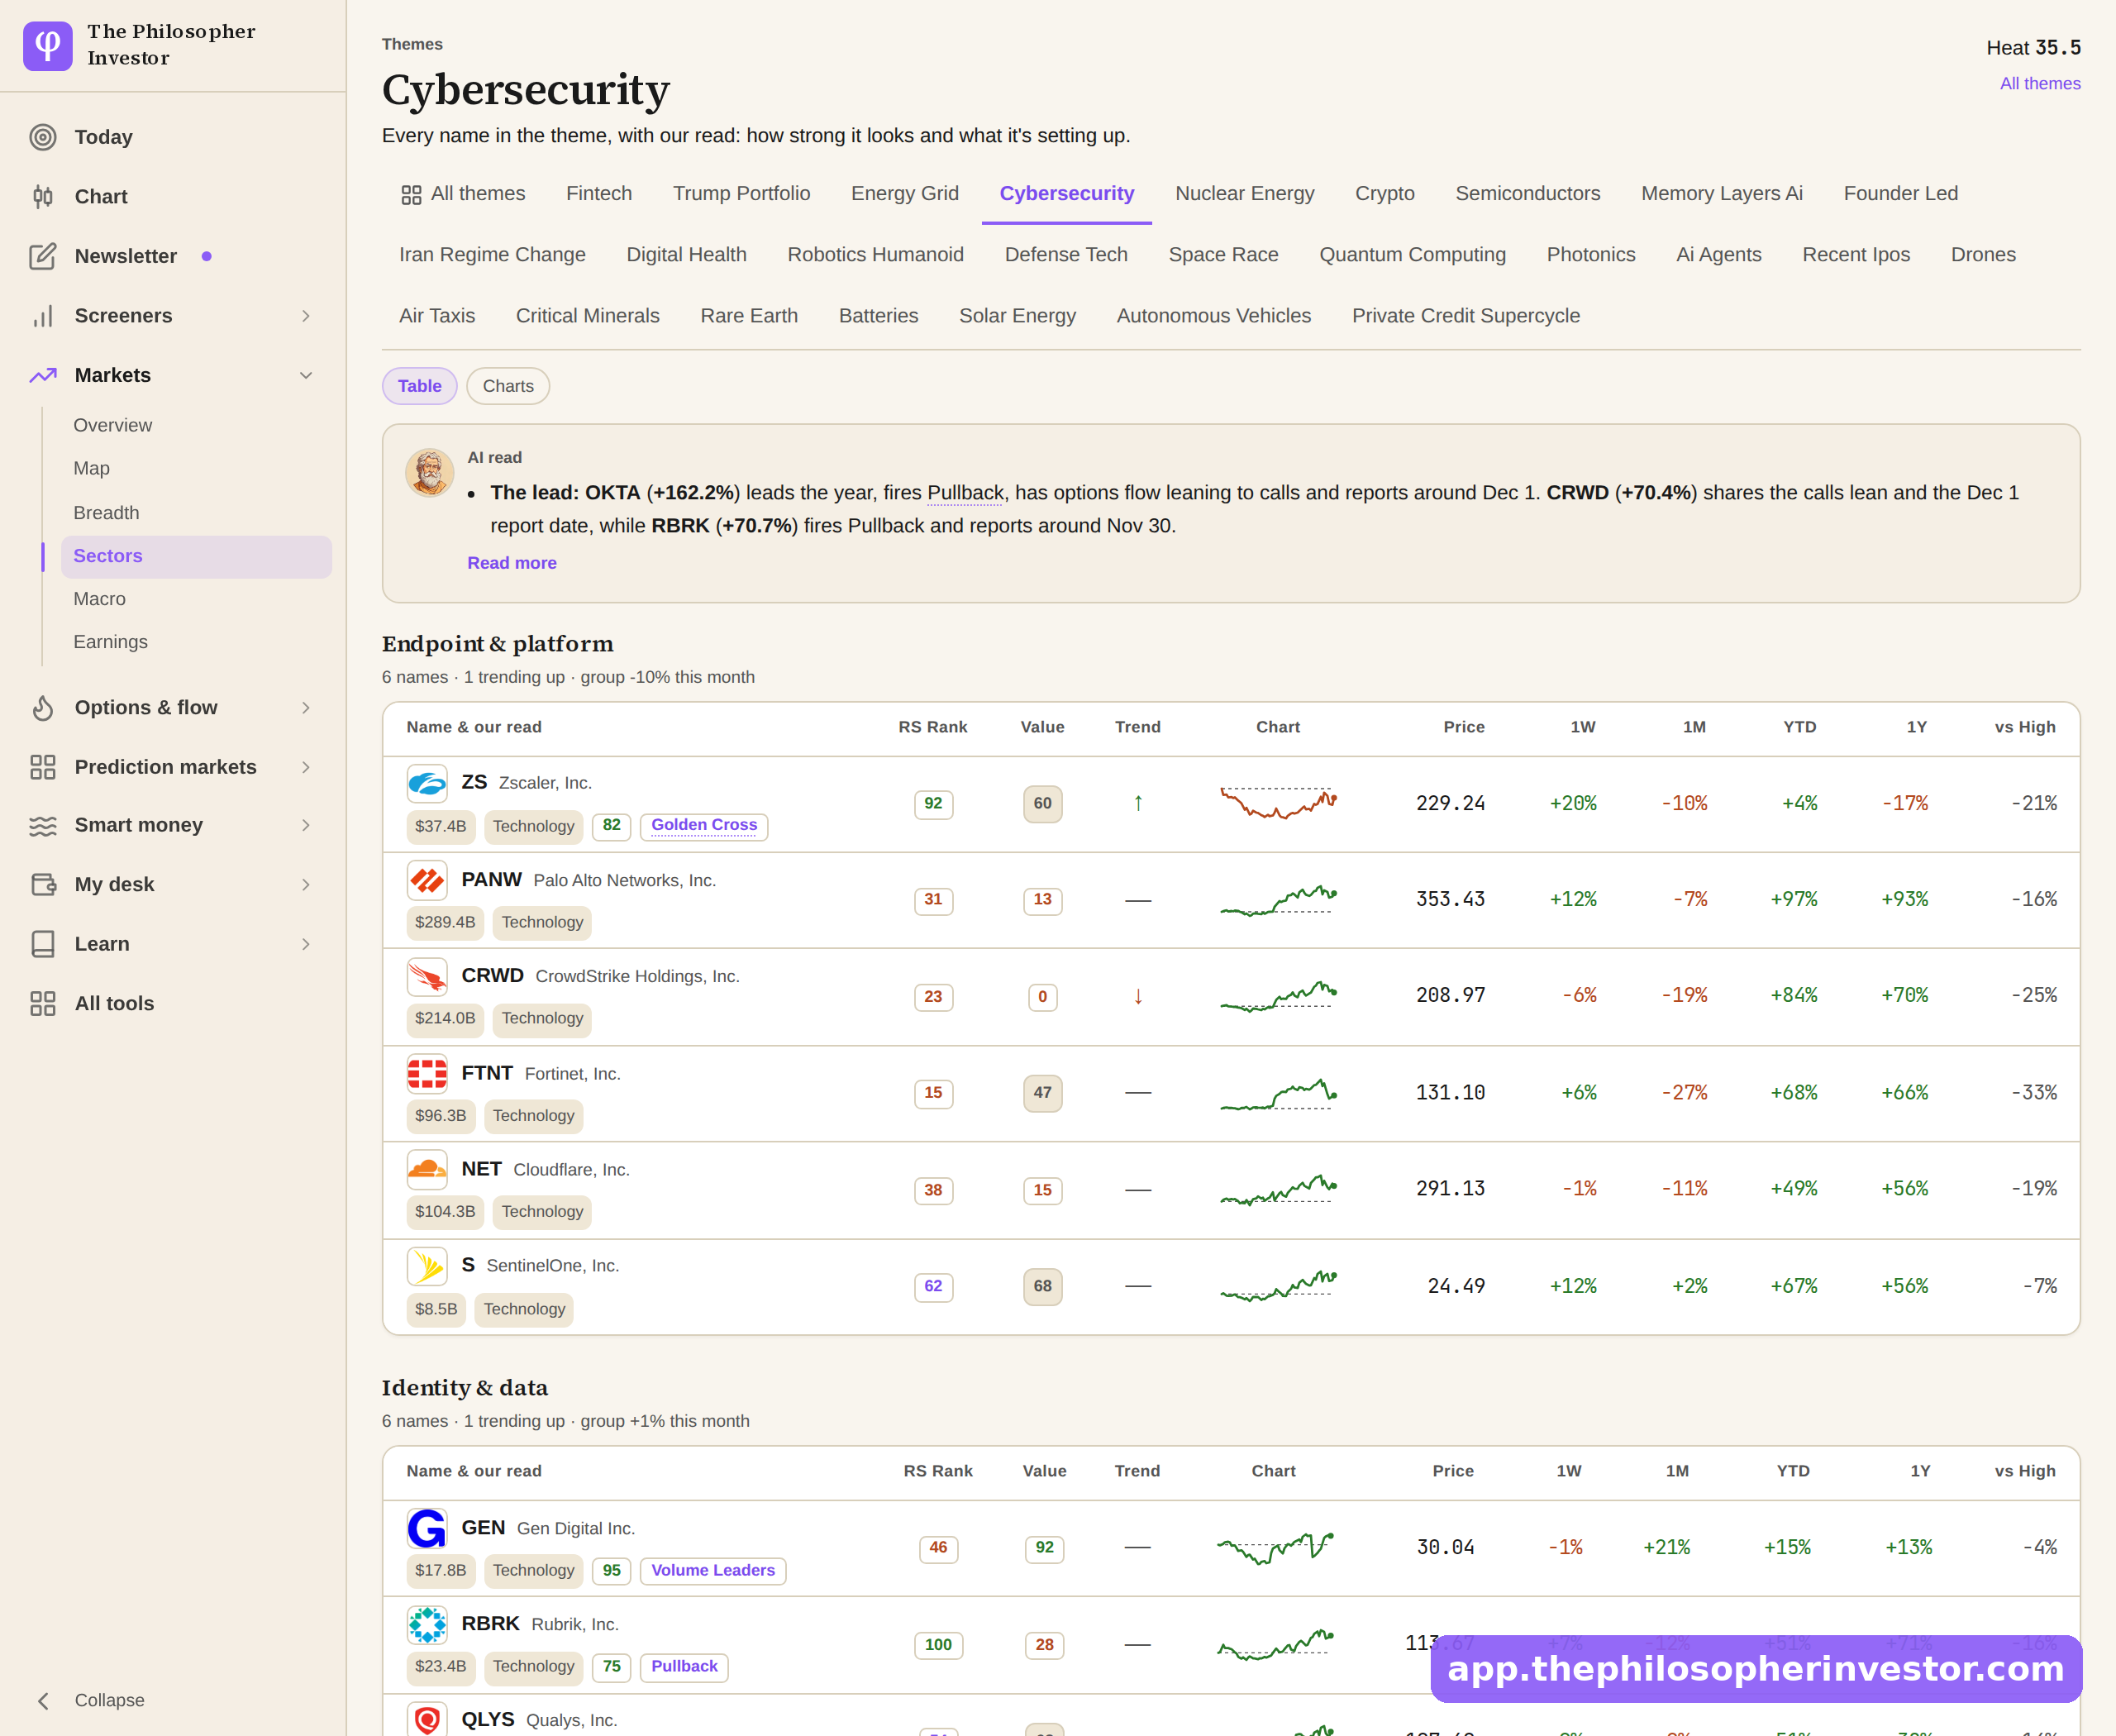 φ The Philosopher Investor
Today
Chart
Newsletter
Screeners
Markets
Overview
Map
Breadth
Sectors
Macro
Earnings
Options & flow
Prediction markets
Smart money
My desk
Learn
All tools
Collapse
Themes
Cybersecurity
Every name in the theme, with our read: how strong it looks and what it's setting up.
Heat 35.5
All themes
All themes Fintech Trump Portfolio Energy Grid Cybersecurity Nuclear Energy Crypto Semiconductors Memory Layers Ai Founder Led
Iran Regime Change Digital Health Robotics Humanoid Defense Tech Space Race Quantum Computing Photonics Ai Agents Recent Ipos Drones
Air Taxis Critical Minerals Rare Earth Batteries Solar Energy Autonomous Vehicles Private Credit Supercycle
Table Charts
AI read
• The lead: OKTA (+162.2%) leads the year, fires Pullback, has options flow leaning to calls and reports around Dec 1. CRWD (+70.4%) shares the calls lean and the Dec 1
report date, while RBRK (+70.7%) fires Pullback and reports around Nov 30.
Read more
Endpoint & platform
6 names · 1 trending up · group -10% this month
Name & our read RS Rank Value Trend Chart Price 1W 1M YTD 1Y vs High
ZS Zscaler, Inc.
$37.4B Technology 82 Golden Cross
92 60 ↑ 229.24 +20% -10% +4% -17% -21%
PANW Palo Alto Networks, Inc.
$289.4B Technology
31 13 — 353.43 +12% -7% +97% +93% -16%
CRWD CrowdStrike Holdings, Inc.
$214.0B Technology
23 0 ↓ 208.97 -6% -19% +84% +70% -25%
FTNT Fortinet, Inc.
$96.3B Technology
15 47 — 131.10 +6% -27% +68% +66% -33%
NET Cloudflare, Inc.
$104.3B Technology
38 15 — 291.13 -1% -11% +49% +56% -19%
S SentinelOne, Inc.
$8.5B Technology
62 68 — 24.49 +12% +2% +67% +56% -7%
Identity & data
6 names · 1 trending up · group +1% this month
Name & our read RS Rank Value Trend Chart Price 1W 1M YTD 1Y vs High
GEN Gen Digital Inc.
$17.8B Technology 95 Volume Leaders
46 92 — 30.04 -1% +21% +15% +13% -4%
RBRK Rubrik, Inc.
$23.4B Technology 75 Pullback
100 28 — 113.67 +7% -12% +51% +71% -16%
QLYS Qualys, Inc.
app.thephilosopherinvestor.com